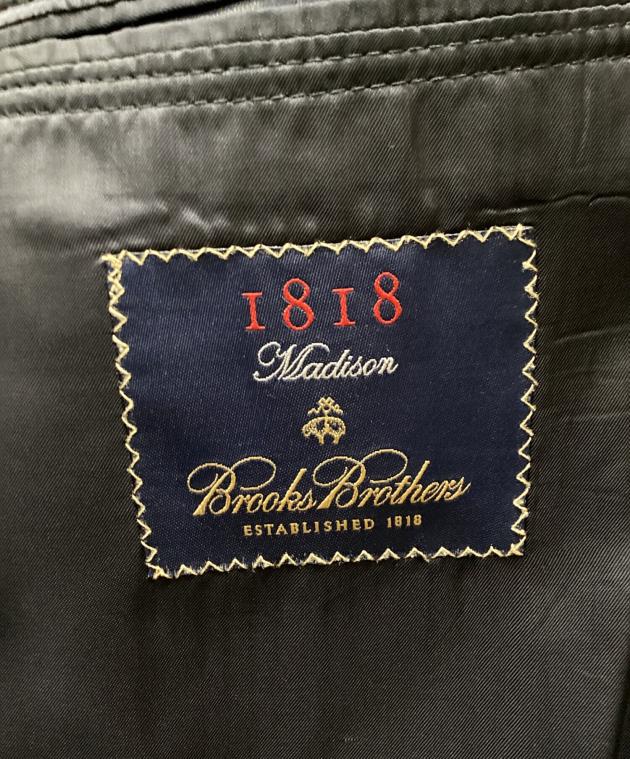 1818
Madison
Brooks Brothers
ESTABLISHED 1818